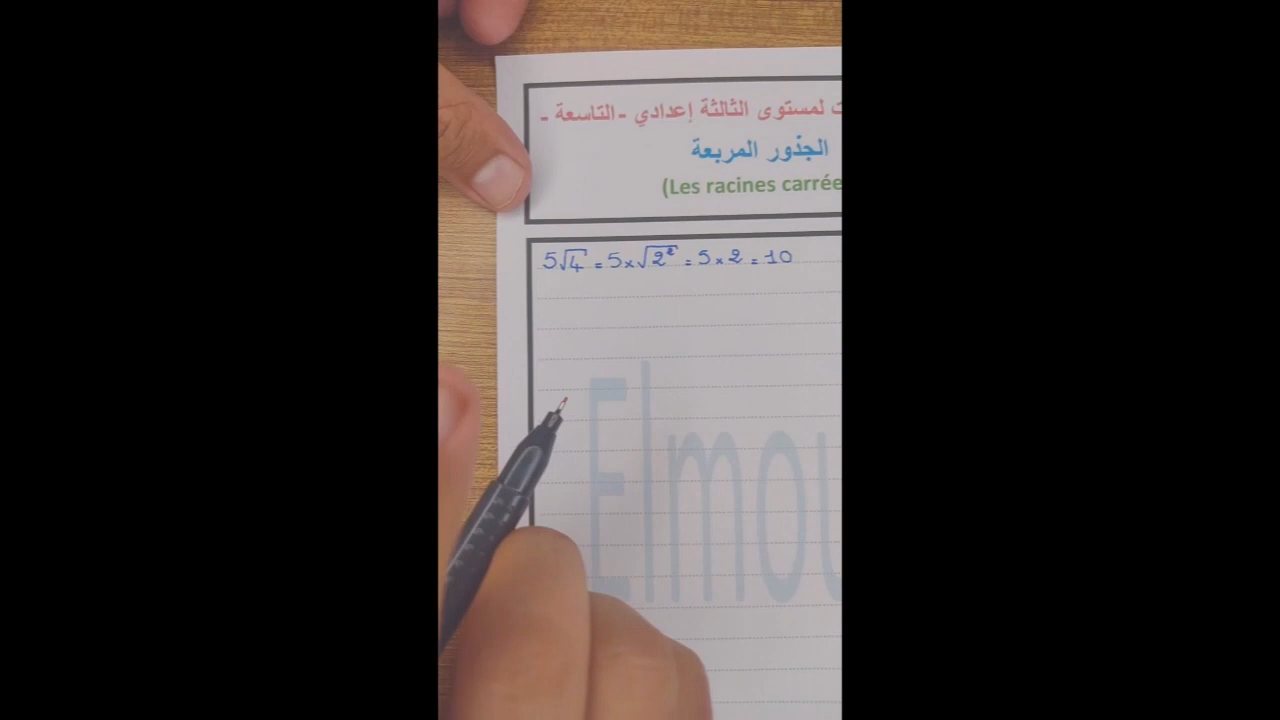 لمستوى الثالثة إعدادي - التاسعة -
الجذور المربعة
(Les racines carrée
5√4 = 5×√2² = 5×2 = 10
Elmou